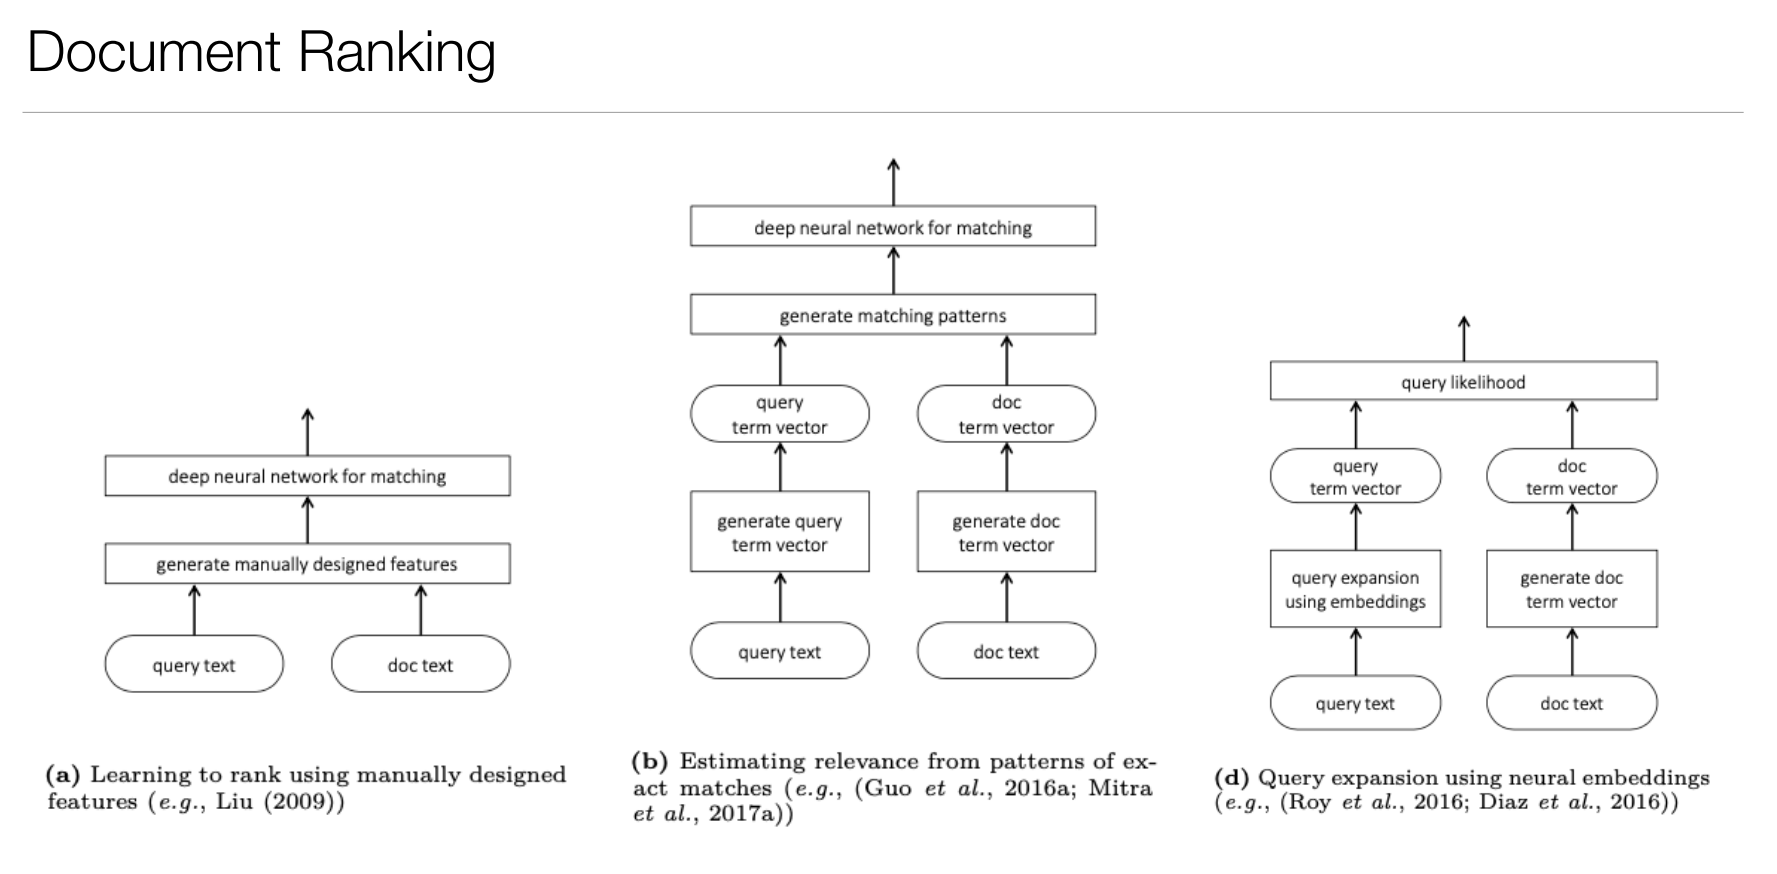 Document Ranking
deep neural network for matching
generate manually designed features
query text
doc text
(a) Learning to rank using manually designed
features (e.g., Liu (2009))
deep neural network for matching
generate matching patterns
query
term vector
doc
term vector
generate query
term vector
generate doc
term vector
query text
doc text
(b) Estimating relevance from patterns of ex-
act matches (e.g., (Guo et al., 2016a; Mitra
et al., 2017a))
query likelihood
query
term vector
doc
term vector
query expansion
using embeddings
generate doc
term vector
query text
doc text
(d) Query expansion using neural embeddings
(e.g., (Roy et al., 2016; Diaz et al., 2016))